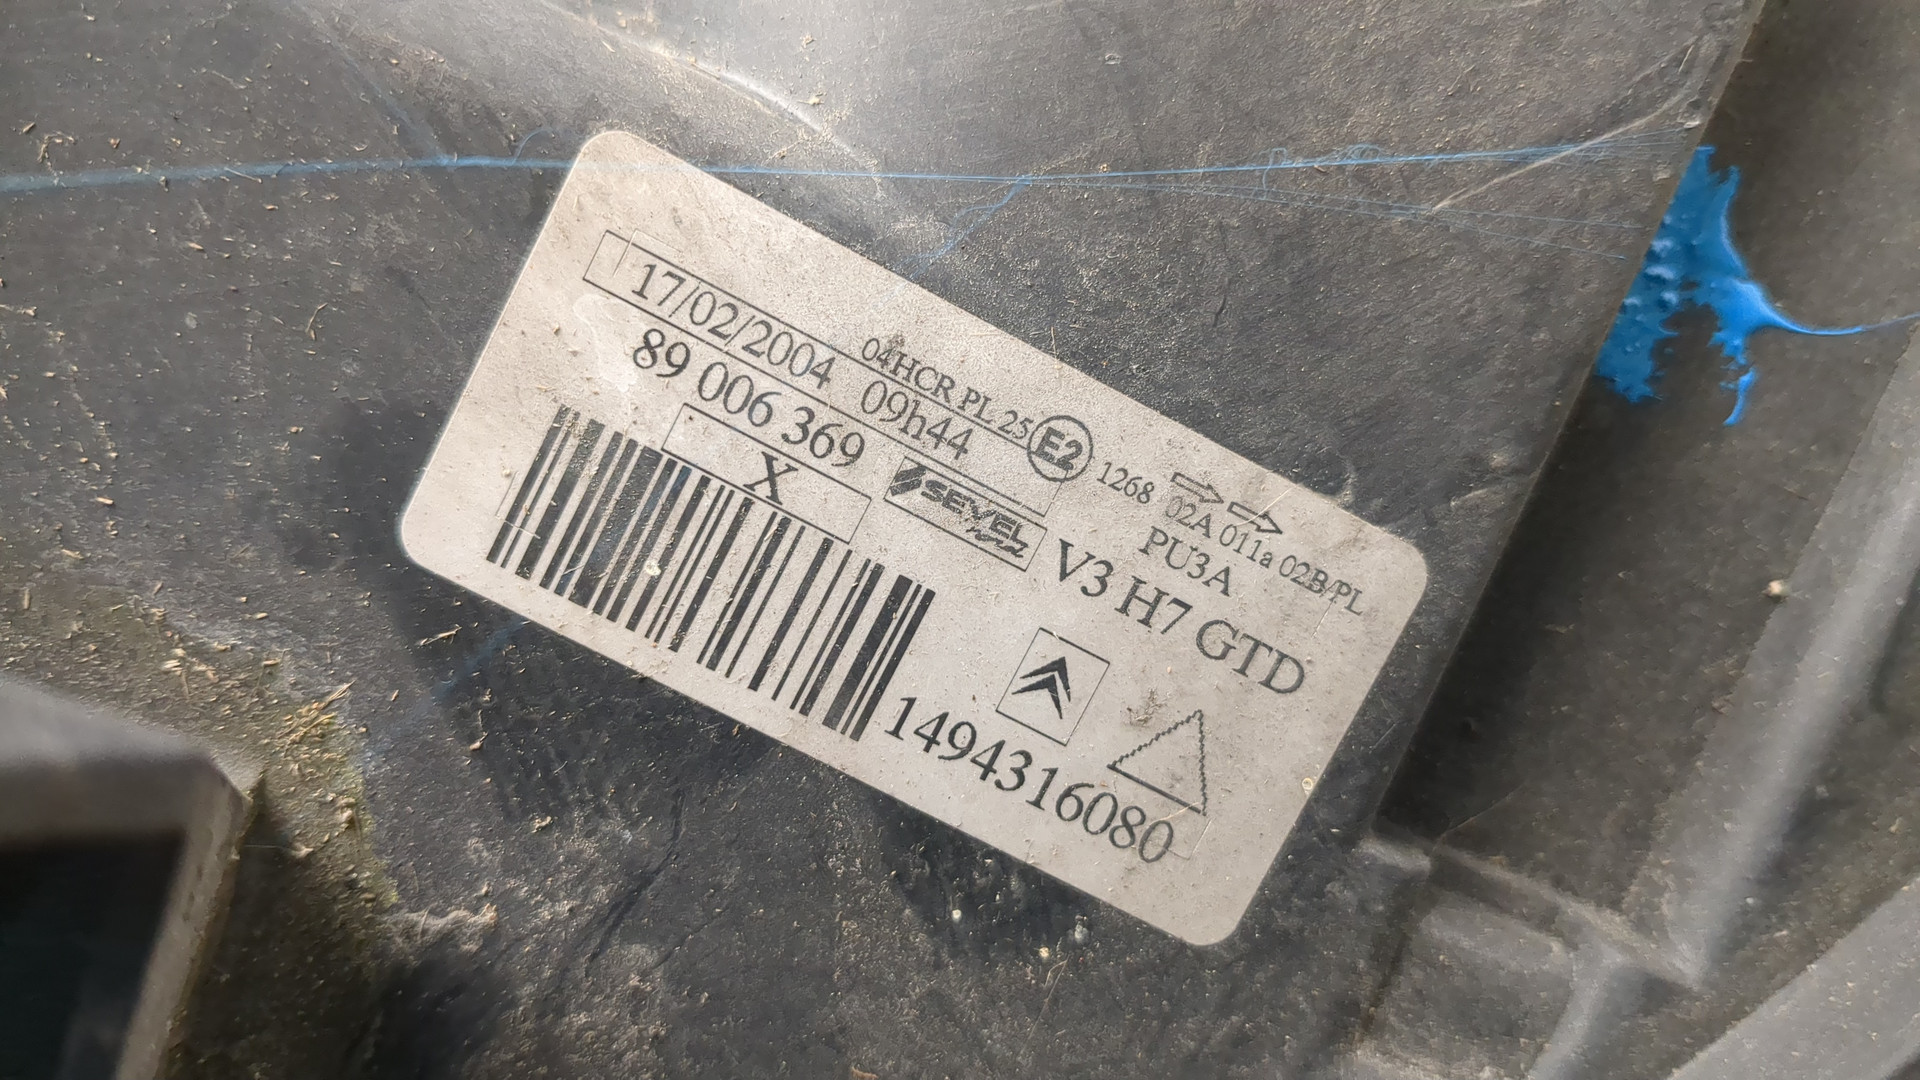 04HCR PL 25 E2 1268 02A 011a 02B/PL
17/02/2004 09h44
PU3A
89 006 369
SEVEL
V3 H7 GTD
X
1494316080